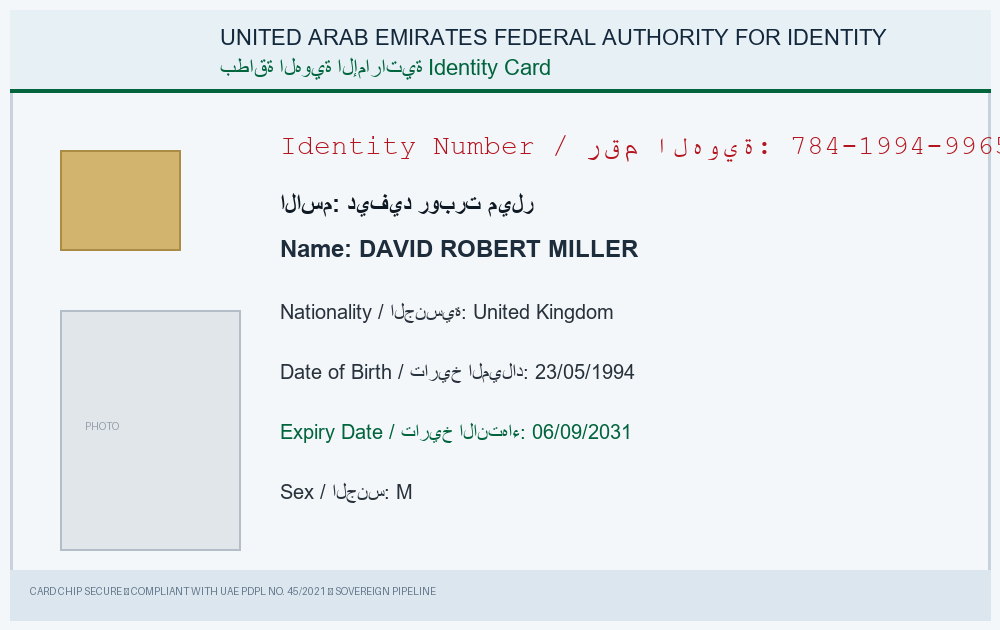 UNITED ARAB EMIRATES FEDERAL AUTHORITY FOR IDENTITY
بطاقة الهوية الإماراتية Identity Card
Identity Number / رقم الهوية: 784-1994-9965
الاسم: ديفيد روبرت ميلر
Name: DAVID ROBERT MILLER
Nationality / الجنسية: United Kingdom
Date of Birth / تاريخ الميلاد: 23/05/1994
Expiry Date / تاريخ الانتهاء: 06/09/2031
Sex / الجنس: M
PHOTO
CARD CHIP SECURE COMPLIANT WITH UAE PDPL NO. 45/2021 SOVEREIGN PIPELINE